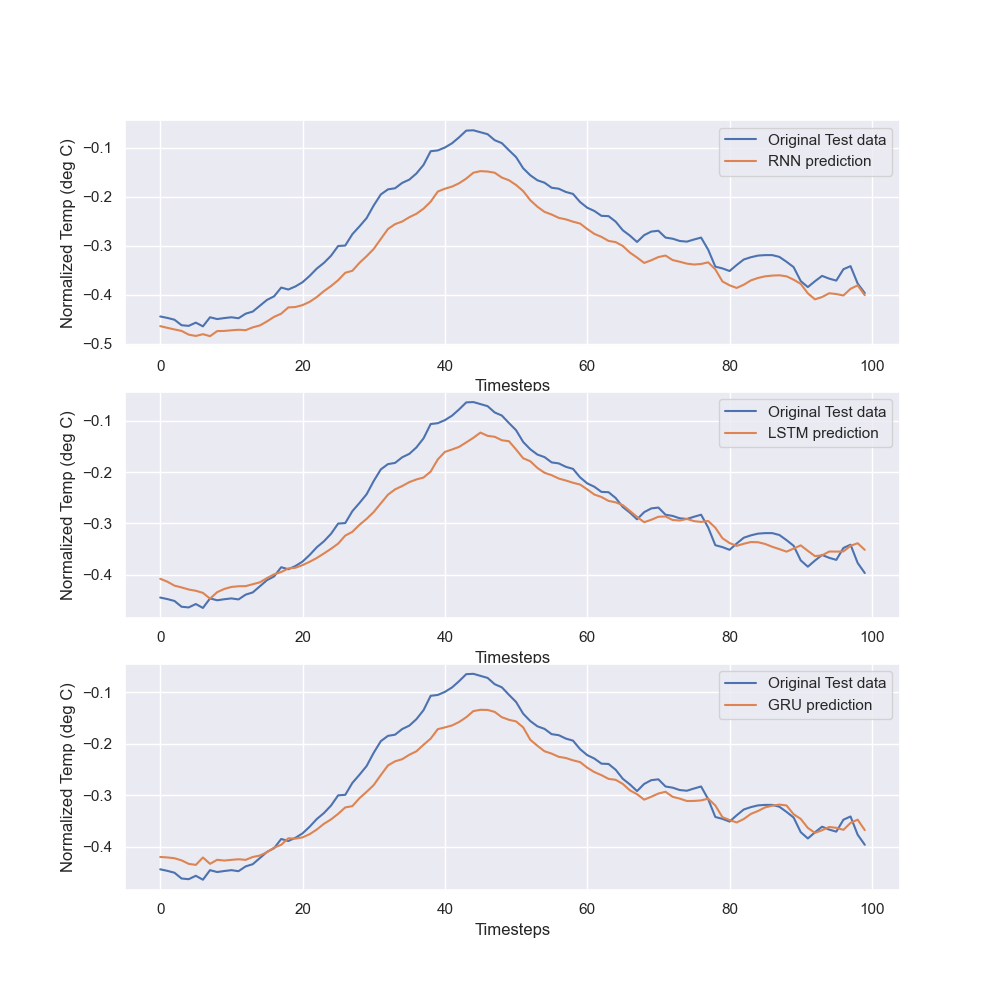 Normalized Temp (deg C)
−0.1
−0.2
−0.3
−0.4
−0.5
Original Test data
RNN prediction
0 20 40 60 80 100
Timesteps
Normalized Temp (deg C)
−0.1
−0.2
−0.3
−0.4
Original Test data
LSTM prediction
0 20 40 60 80 100
Timesteps
Normalized Temp (deg C)
−0.1
−0.2
−0.3
−0.4
Original Test data
GRU prediction
0 20 40 60 80 100
Timesteps